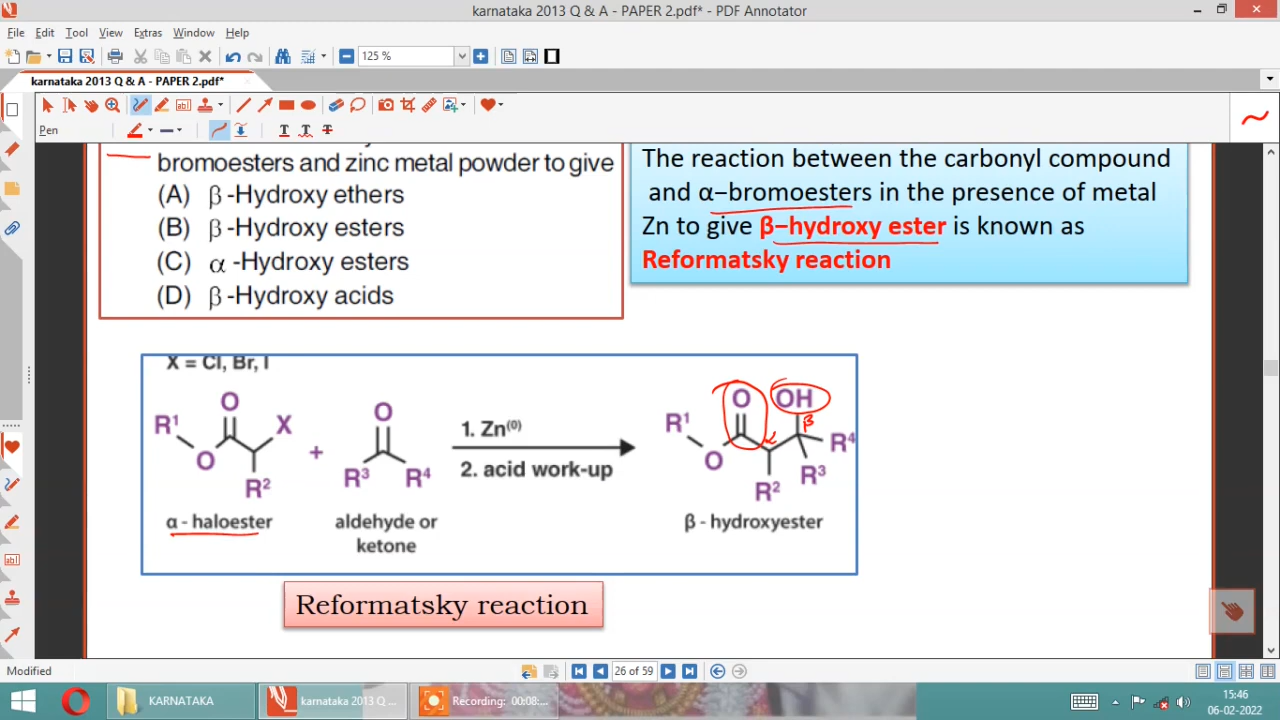 karnataka 2013 Q & A - PAPER 2.pdf* - PDF Annotator
File Edit Tool View Extras Window Help
125 %
karnataka 2013 Q & A - PAPER 2.pdf*
Pen
bromoesters and zinc metal powder to give
(A) β-Hydroxy ethers
(B) β-Hydroxy esters
(C) α-Hydroxy esters
(D) β-Hydroxy acids
The reaction between the carbonyl compound
and α–bromoesters in the presence of metal
Zn to give β–hydroxy ester is known as
Reformatsky reaction
X = Cl, Br, I
R¹ O O X R²
α - haloester
+
O R³ R⁴
aldehyde or
ketone
1. Zn⁽⁰⁾
2. acid work-up
R¹ O O OH β α R² R³ R⁴
β - hydroxyester
Reformatsky reaction
Modified
26 of 59
KARNATAKA
karnataka 2013 Q ...
Recording: 00:08:...
15:46
06-02-2022